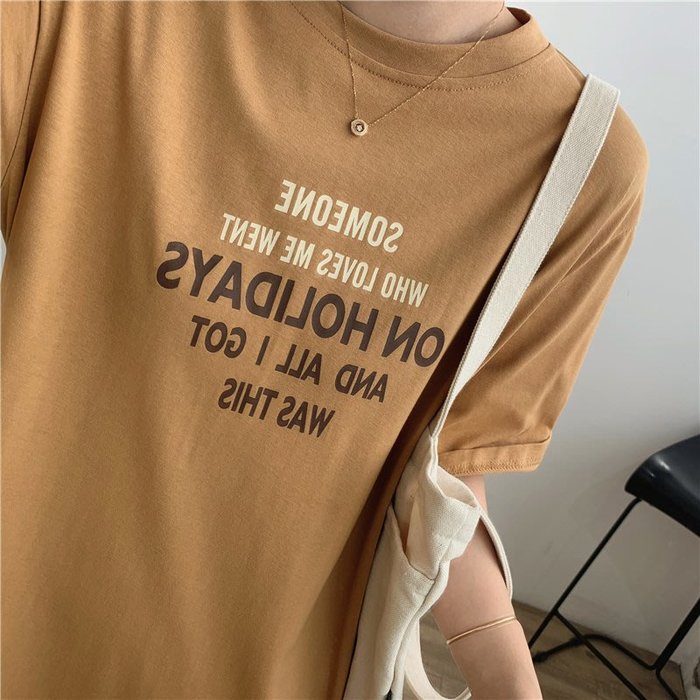 SOMEONE
WHO LOVES ME WENT
ON HOLIDAYS
AND ALL I GOT
WAS THIS